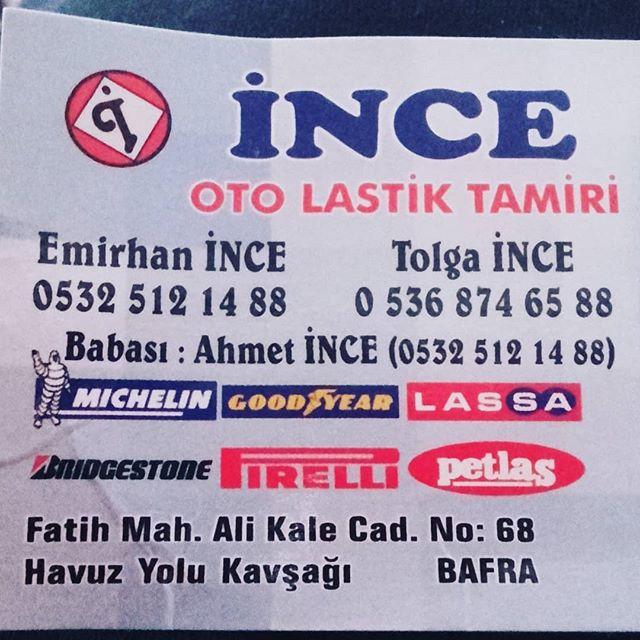 İNCE
OTO LASTİK TAMİRİ
Emirhan İNCE
0532 512 14 88
Tolga İNCE
0 536 874 65 88
Babası : Ahmet İNCE (0532 512 14 88)
MICHELIN GOODYEAR LASSA
BRIDGESTONE PIRELLI petlas
Fatih Mah. Ali Kale Cad. No: 68
Havuz Yolu Kavşağı BAFRA